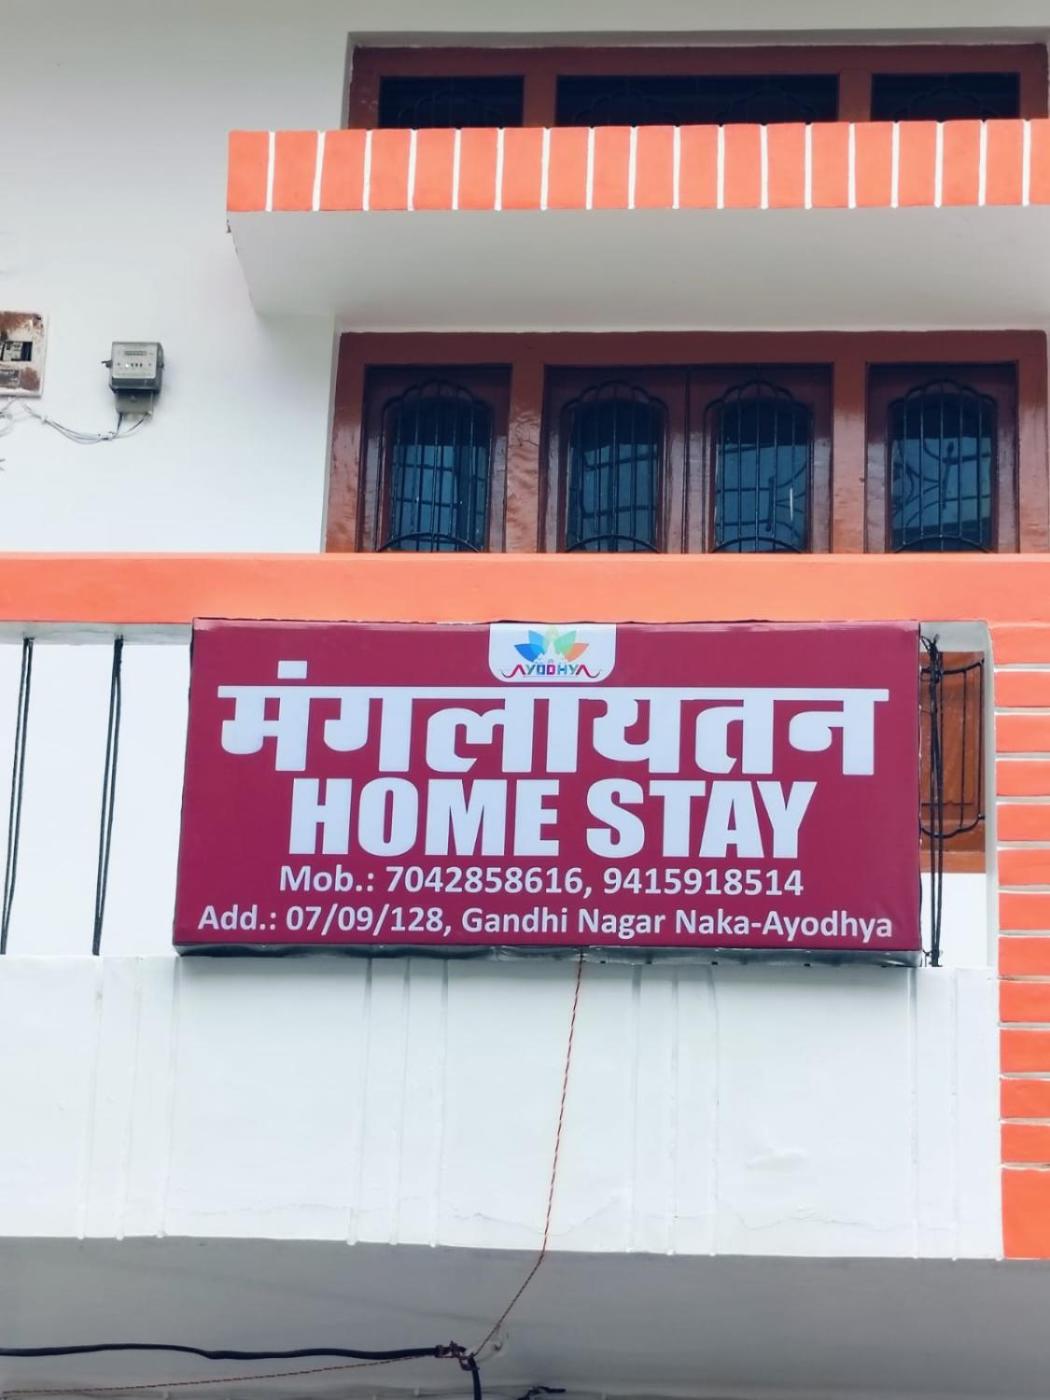 AYODHYA
मंगलायतन
HOME STAY
Mob.: 7042858616, 9415918514
Add.: 07/09/128, Gandhi Nagar Naka-Ayodhya